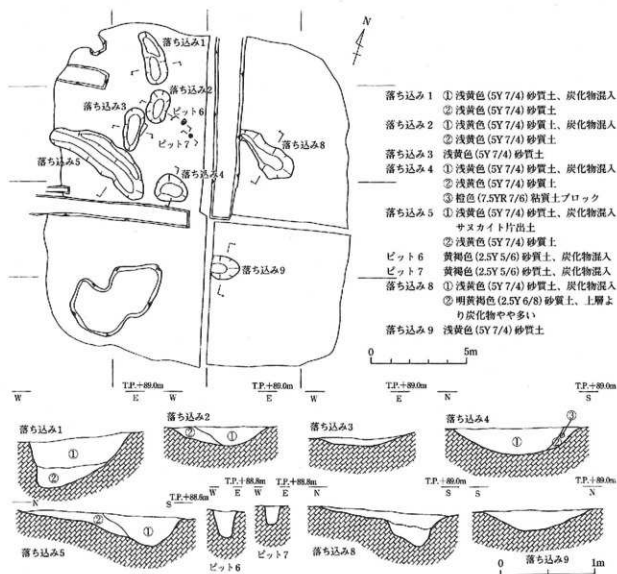 N
落ち込み1
落ち込み2
落ち込み3
ピット6
ピット7
落ち込み8
落ち込み5
落ち込み4
落ち込み9
落ち込み1 ①浅黄色(5Y 7/4)砂質土、炭化物混入
②浅黄色(5Y 7/4)砂質土
落ち込み2 ①浅黄色(5Y 7/4)砂質土、炭化物混入
②浅黄色(5Y 7/4)砂質土
落ち込み3 浅黄色(5Y 7/4)砂質土
落ち込み4 ①浅黄色(5Y 7/4)砂質土、炭化物混入
②浅黄色(5Y 7/4)砂質土
③橙色(7.5YR 7/6)粘質土ブロック
落ち込み5 ①浅黄色(5Y 7/4)砂質土、炭化物混入
サヌカイト片出土
②浅黄色(5Y 7/4)砂質土
ピット6 黄褐色(2.5Y 5/6)砂質土、炭化物混入
ピット7 黄褐色(2.5Y 5/6)砂質土、炭化物混入
落ち込み8 ①浅黄色(5Y 7/4)砂質土、炭化物混入
②明黄褐色(2.5Y 6/8)砂質土、上層よ
り炭化物やや多い
落ち込み9 浅黄色(5Y 7/4)砂質土
0 5m
W T.P.+89.0m E W T.P.+89.0m E W T.P.+89.0m E N T.P.+89.0m S
落ち込み1 ① ②
落ち込み2 ② ①
落ち込み3
落ち込み4 ① ② ③
N S T.P.+88.6m W T.P.+88.8m E W T.P.+88.8m E N T.P.+89.0m S S T.P.+89.0m N
落ち込み5 ② ①
ピット6
ピット7
落ち込み8
落ち込み9
0 1m